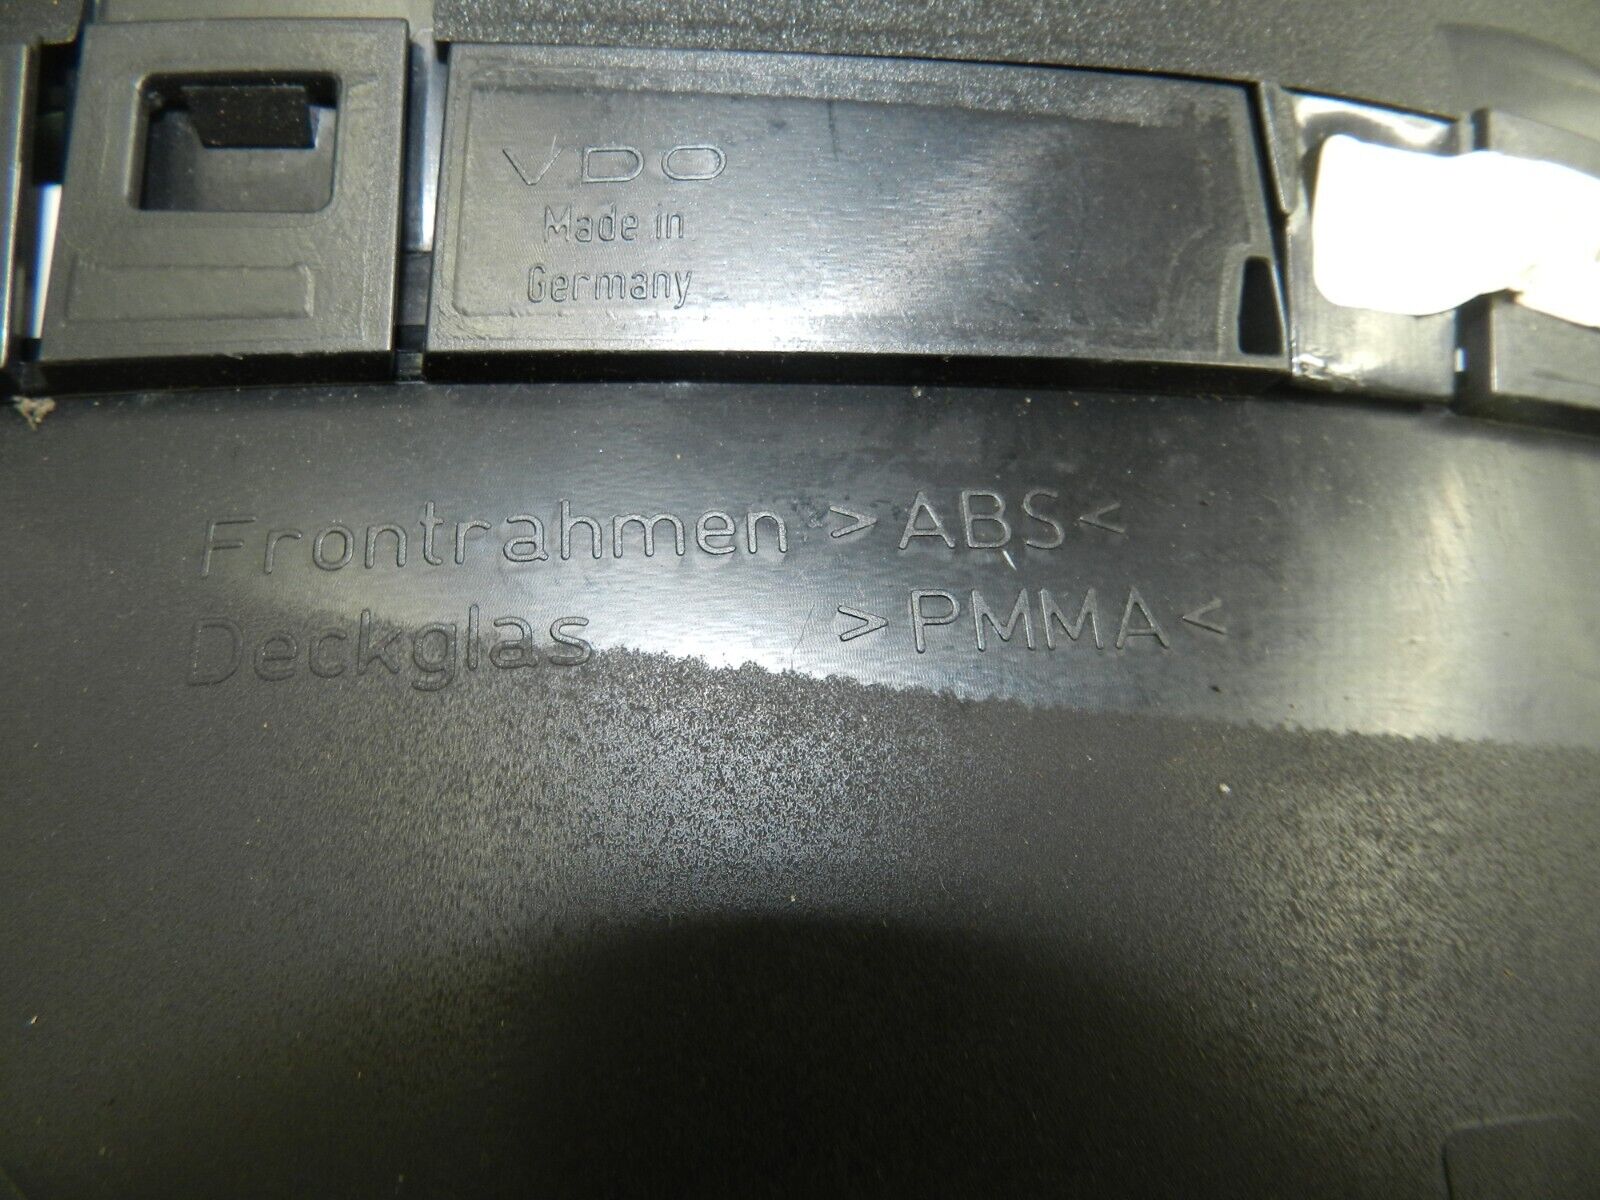 VDO
Made in
Germany
Frontrahmen >ABS<
Deckglas >PMMA<